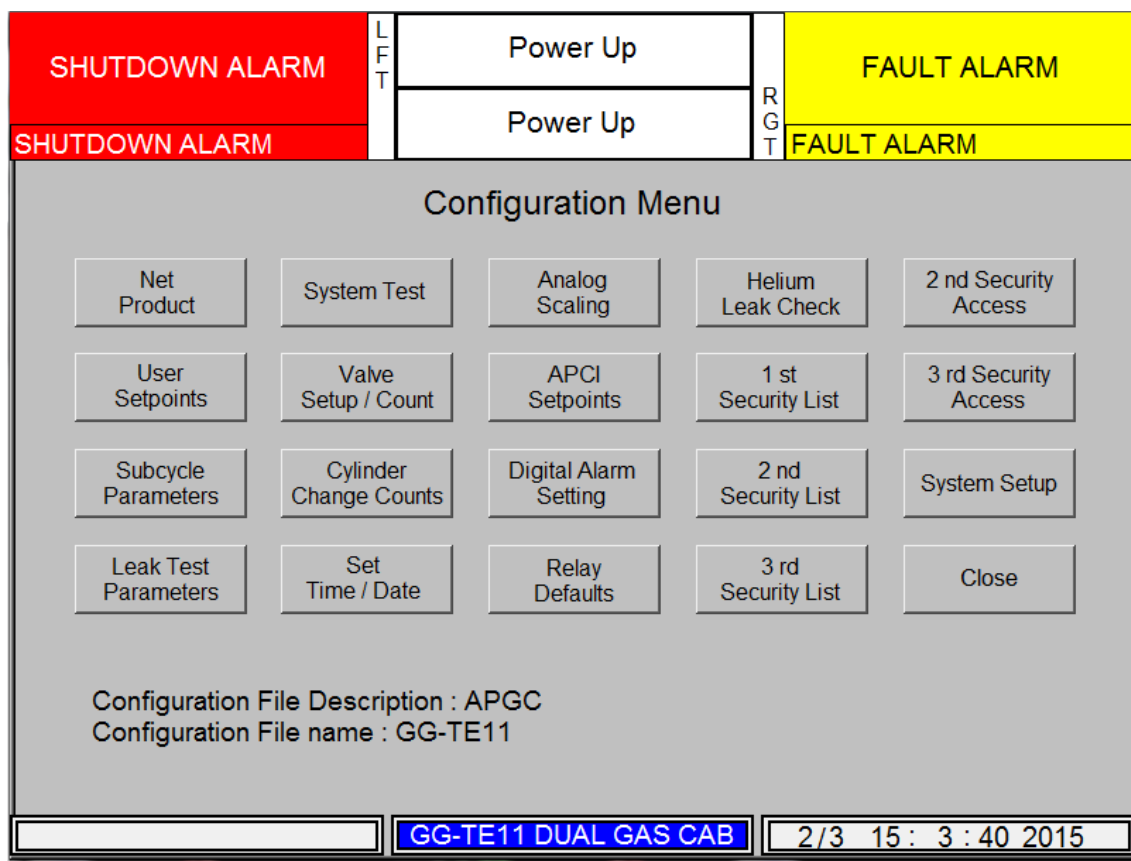 SHUTDOWN ALARM
SHUTDOWN ALARM
LFT
Power Up
Power Up
RGT
FAULT ALARM
FAULT ALARM
Configuration Menu
Net
Product
System Test
Analog
Scaling
Helium
Leak Check
2 nd Security
Access
User
Setpoints
Valve
Setup / Count
APCI
Setpoints
1 st
Security List
3 rd Security
Access
Subcycle
Parameters
Cylinder
Change Counts
Digital Alarm
Setting
2 nd
Security List
System Setup
Leak Test
Parameters
Set
Time / Date
Relay
Defaults
3 rd
Security List
Close
Configuration File Description : APGC
Configuration File name : GG-TE11
GG-TE11 DUAL GAS CAB
2/3 15 : 3 : 40 2015